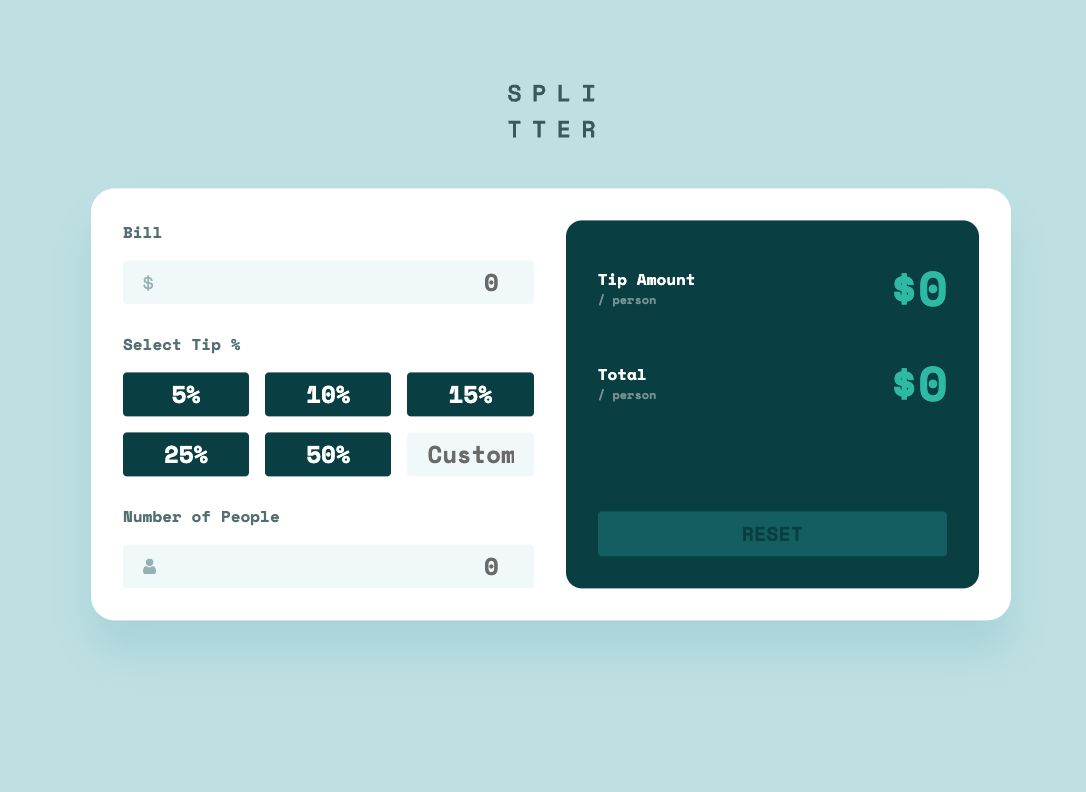 SPLI
TTER
Bill
$ 0
Select Tip %
5% 10% 15%
25% 50% Custom
Number of People
0
Tip Amount
/ person
$0
Total
/ person
$0
RESET